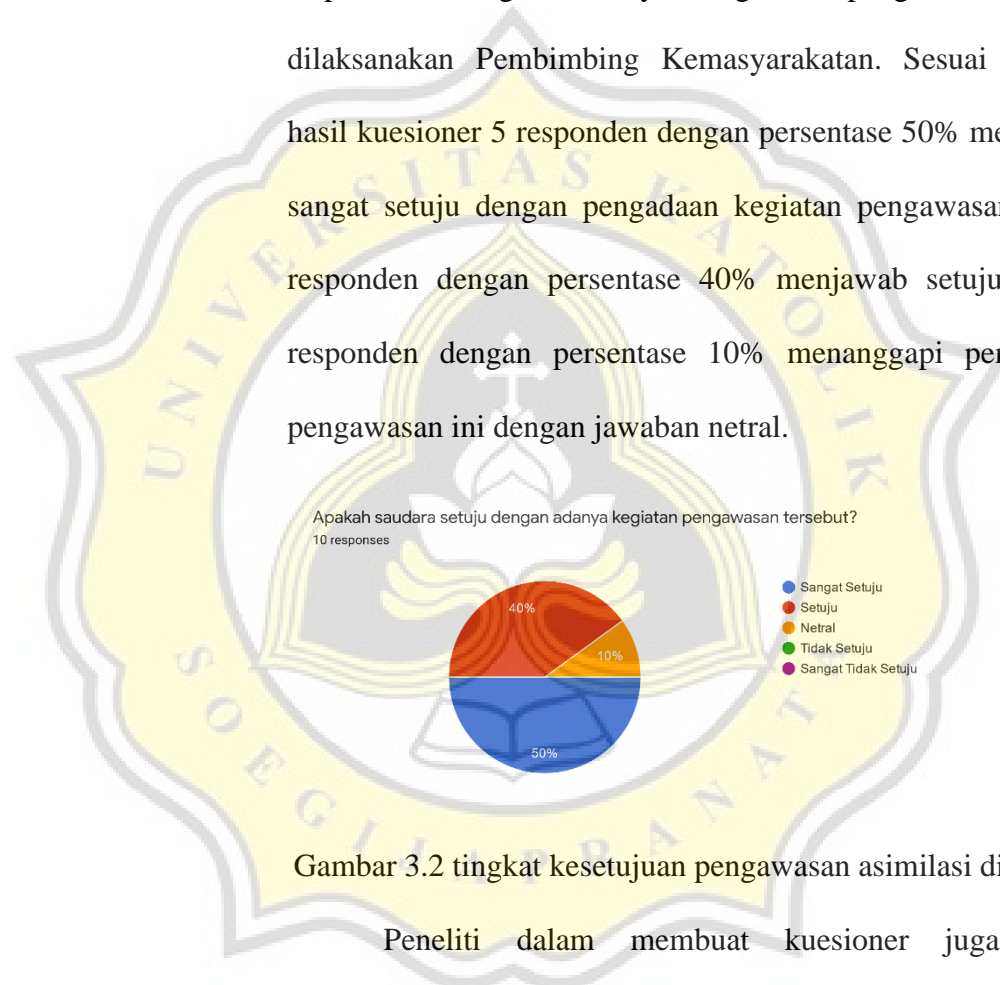 dilaksanakan Pembimbing Kemasyarakatan. Sesuai
hasil kuesioner 5 responden dengan persentase 50%
sangat setuju dengan pengadaan kegiatan pengawasan
responden dengan persentase 40% menjawab setuju
responden dengan persentase 10% menanggapi
pengawasan ini dengan jawaban netral.
Apakah saudara setuju dengan adanya kegiatan pengawasan tersebut?
10 responses
40%
10%
50%
Sangat Setuju
Setuju
Netral
Tidak Setuju
Sangat Tidak Setuju
Gambar 3.2 tingkat kesetujuan pengawasan asimilasi di
Peneliti dalam membuat kuesioner juga
UNIVERSITAS KATOLIK
SOEGIJAPRANATA